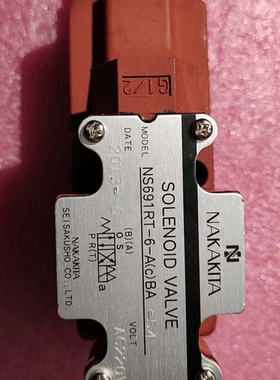 G1/2
NAKAKITA
SOLENOID VALVE
MODEL NS691RT-6-A(c)BA
DATE
(B)(A)
VOLT
O S
P R(T)
a
NAKAKITA
SEISAKUSHO CO., LTD.